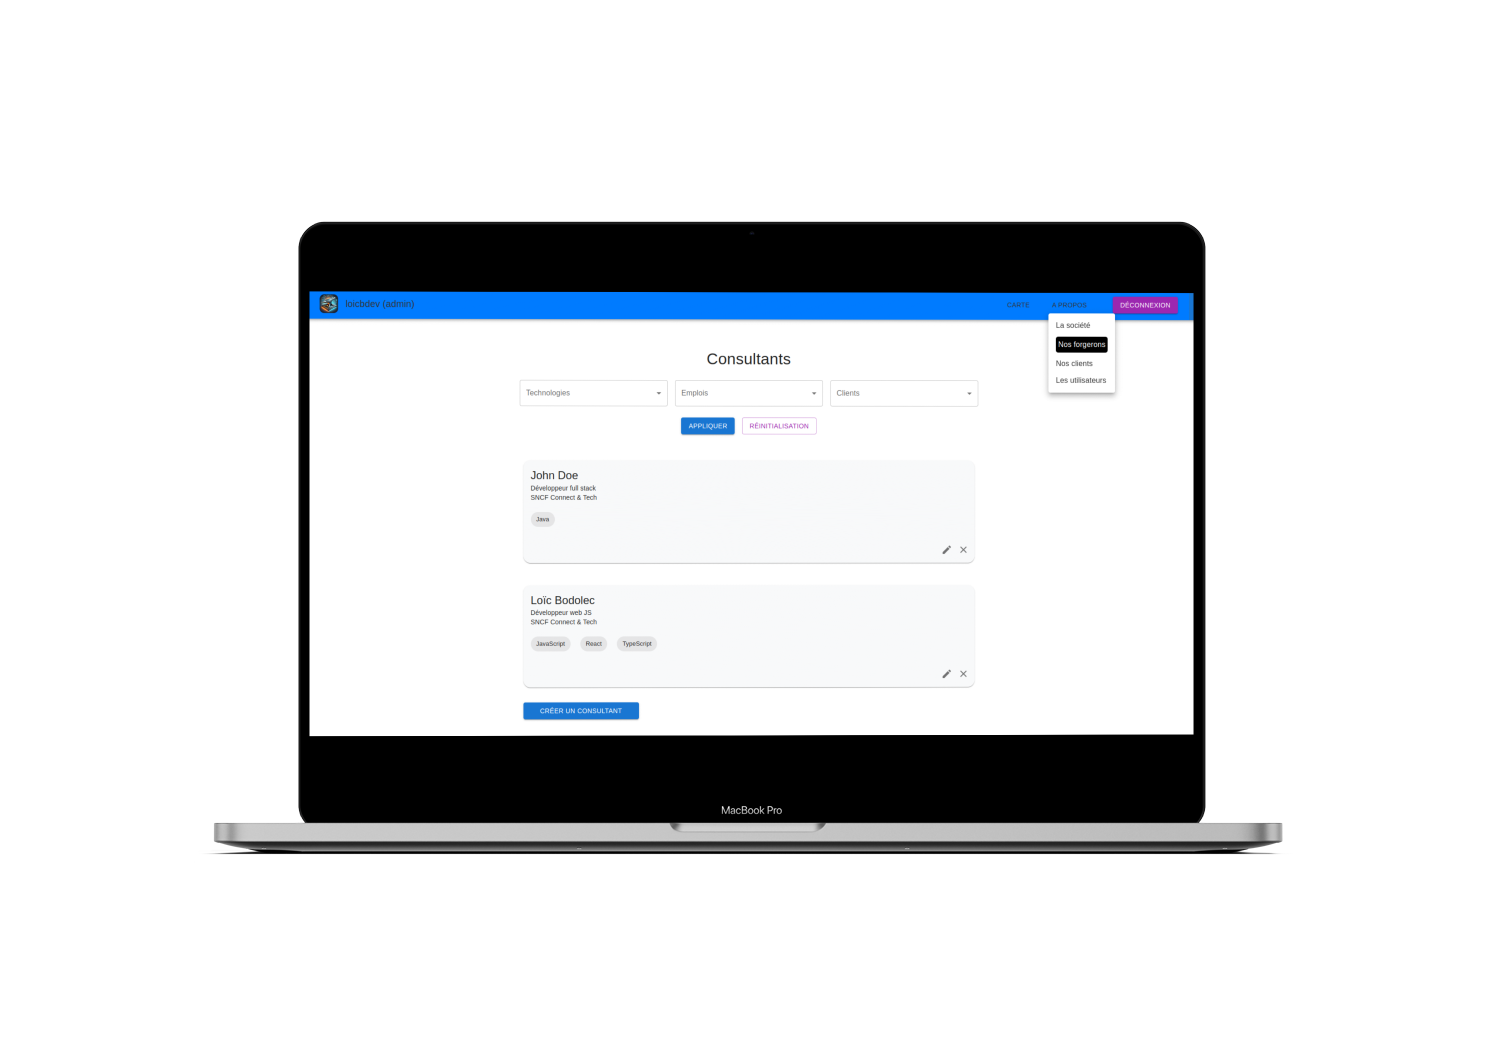 loicbdev (admin)
CARTE
A PROPOS
DÉCONNEXION
La société
Nos forgerons
Nos clients
Les utilisateurs
Consultants
Technologies
Emplois
Clients
APPLIQUER
RÉINITIALISATION
John Doe
Développeur full stack
SNCF Connect & Tech
Java
Loïc Bodolec
Développeur web JS
SNCF Connect & Tech
JavaScript
React
TypeScript
CRÉER UN CONSULTANT
MacBook Pro